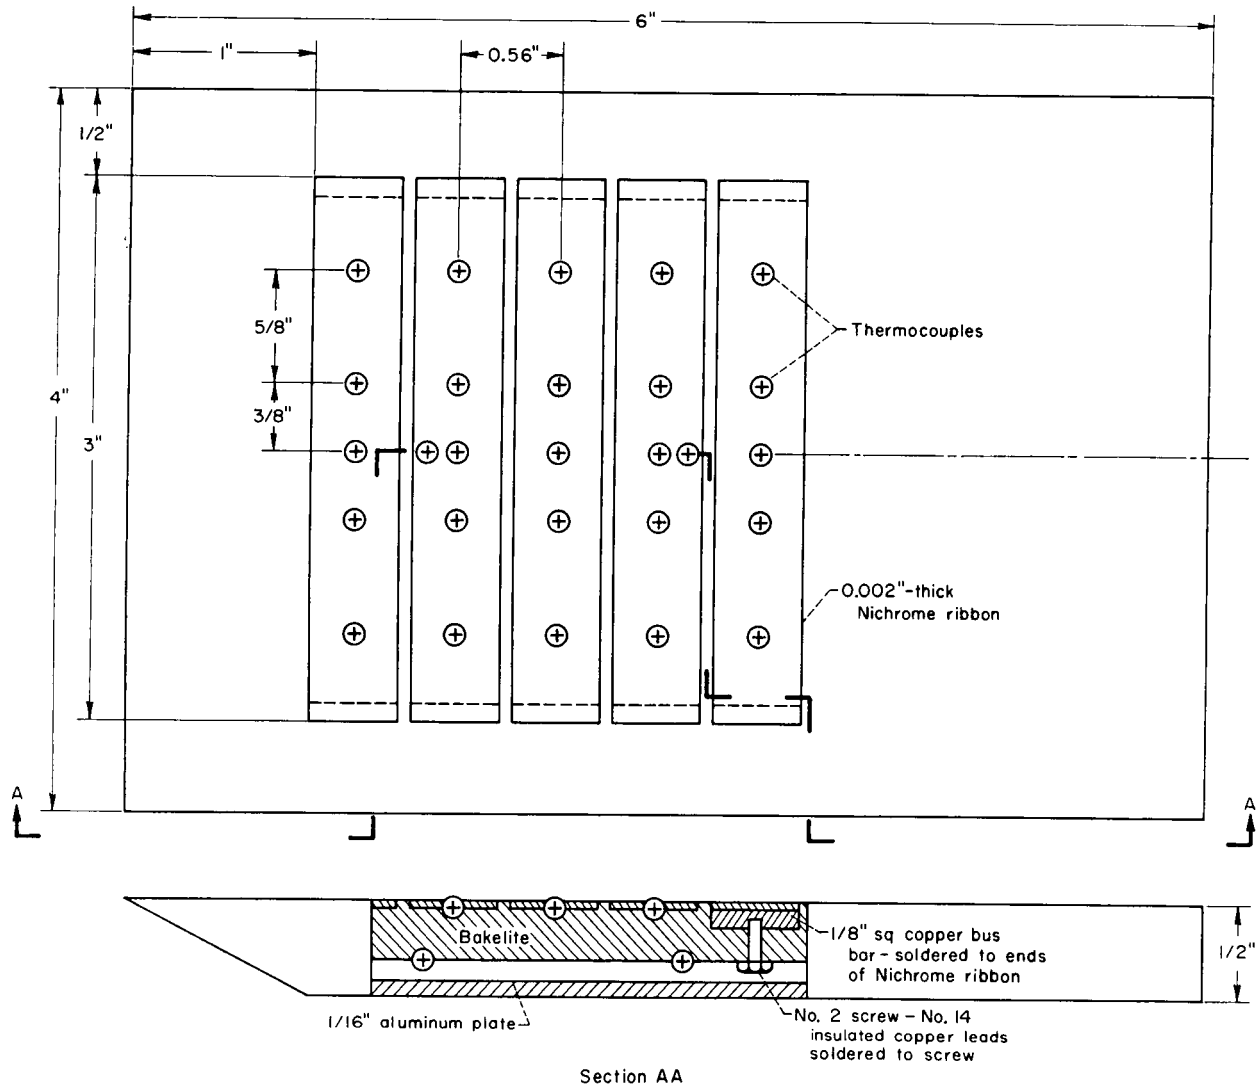 6"
1"
0.56"
1/2"
5/8"
Thermocouples
4"
3/8"
3"
0.002"-thick
Nichrome ribbon
A
A
Bakelite
1/8" sq copper bus
bar - soldered to ends
of Nichrome ribbon
1/2"
1/16" aluminum plate
No. 2 screw - No. 14
insulated copper leads
soldered to screw
Section AA